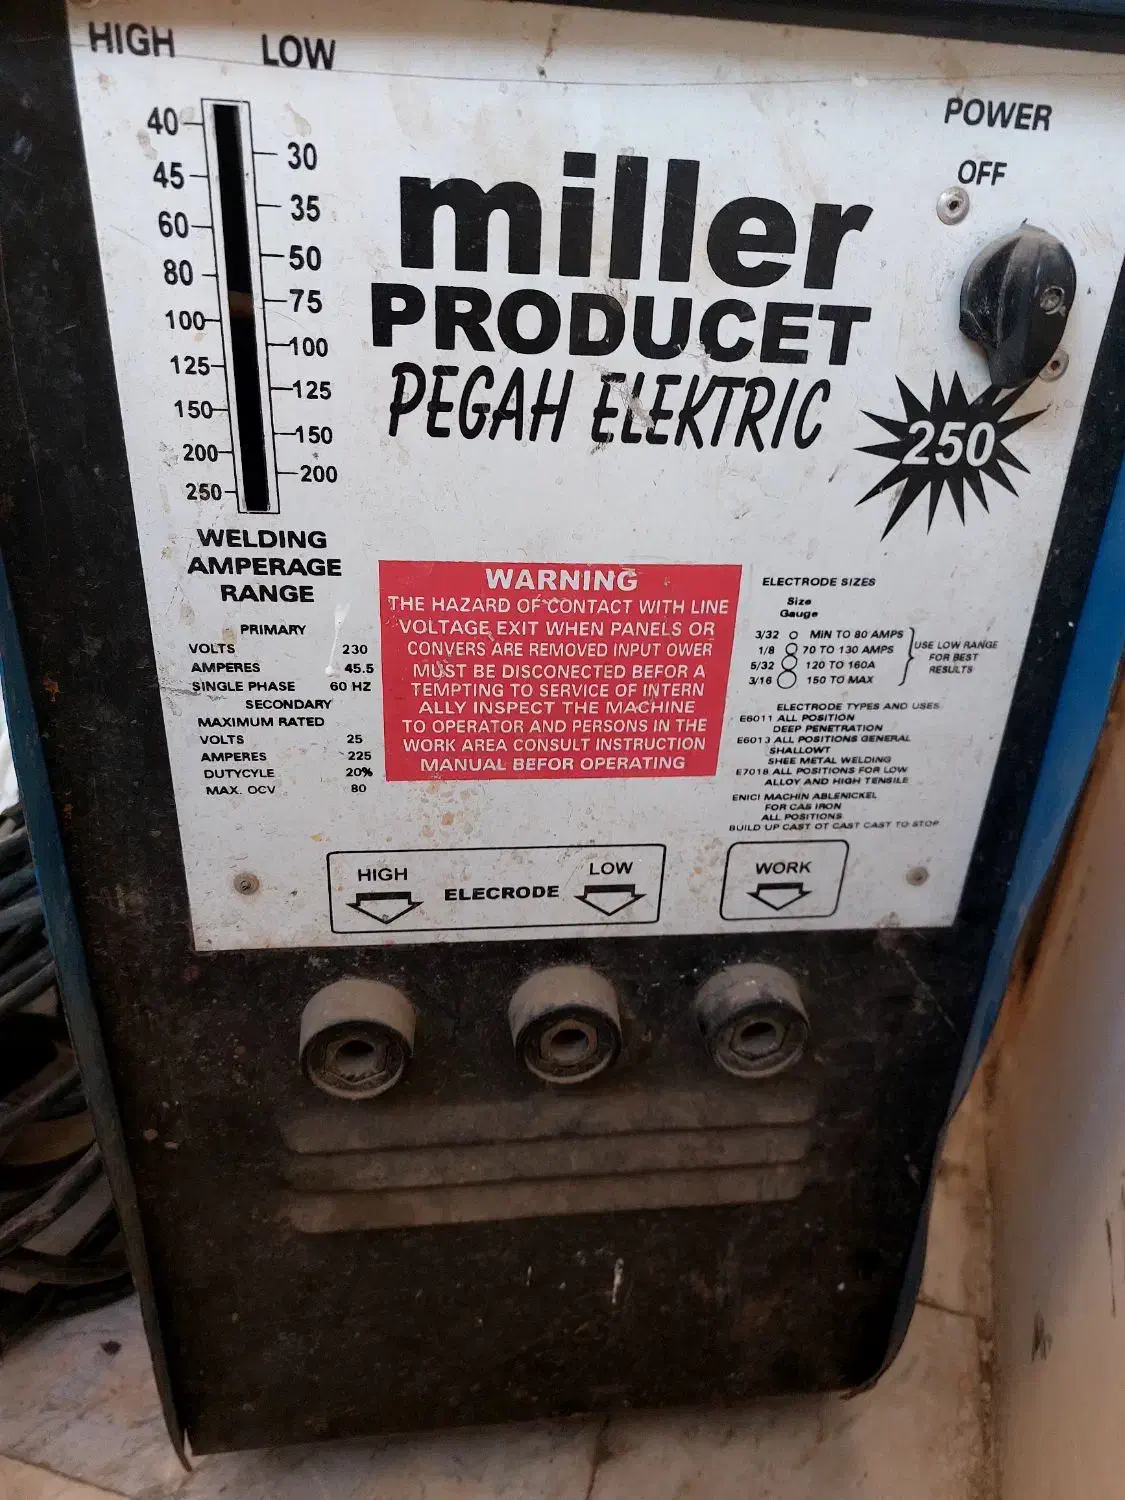 HIGH LOW
40
45
60
80
100
125
150
200
250
30
35
50
75
100
125
150
200
WELDING
AMPERAGE
RANGE
PRIMARY
VOLTS 230
AMPERES 45.5
SINGLE PHASE 60 HZ
SECONDARY
MAXIMUM RATED
VOLTS 25
AMPERES 225
DUTYCYLE 20%
MAX. OCV 80
miller
PRODUCET
PEGAH ELEKTRIC
POWER
OFF
250
WARNING
THE HAZARD OF CONTACT WITH LINE
VOLTAGE EXIT WHEN PANELS OR
CONVERS ARE REMOVED INPUT OWER
MUST BE DISCONECTED BEFOR A
TEMPTING TO SERVICE OF INTERN
ALLY INSPECT THE MACHINE
TO OPERATOR AND PERSONS IN THE
WORK AREA CONSULT INSTRUCTION
MANUAL BEFOR OPERATING
ELECTRODE SIZES
Size
Gauge
3/32 MIN TO 80 AMPS
1/8 70 TO 130 AMPS
5/32 120 TO 160A
3/16 150 TO MAX
USE LOW RANGE
FOR BEST
RESULTS
ELECTRODE TYPES AND USES
E6011 ALL POSITION
DEEP PENETRATION
E6013 ALL POSITIONS GENERAL
SHALLOWT
SHEE METAL WELDING
E7018 ALL POSITIONS FOR LOW
ALLOY AND HIGH TENSILE
ENICI MACHIN ABLENICKEL
FOR CAS IRON
ALL POSITIONS
BUILD UP CAST OT CAST CAST TO STOP
HIGH ELECRODE LOW
WORK